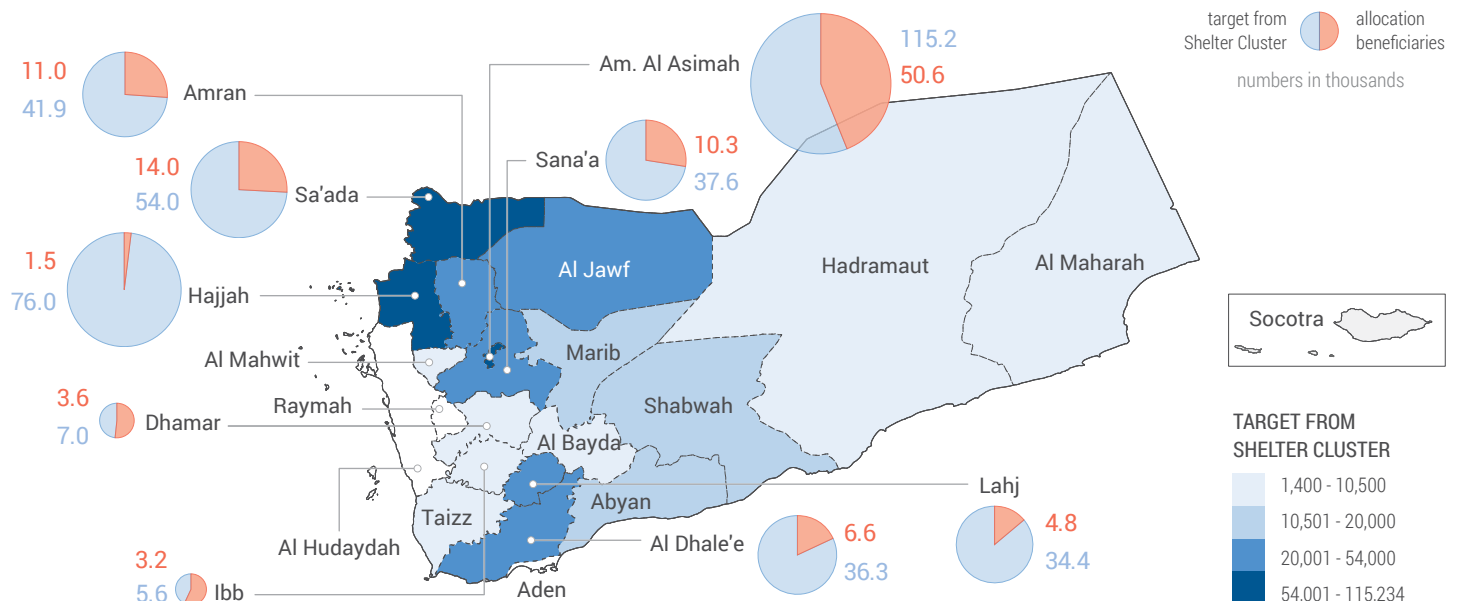 target from
Shelter Cluster
allocation
beneficiaries
numbers in thousands
11.0
41.9
Amran
Am. Al Asimah
115.2
50.6
Sana'a
10.3
37.6
14.0
54.0
Sa'ada
1.5
76.0
Hajjah
Al Jawf
Hadramaut
Al Maharah
Socotra
Al Mahwit
Marib
Raymah
3.6
7.0
Dhamar
Shabwah
Al Bayda
Abyan
Taizz
Al Hudaydah
Lahj
4.8
34.4
Al Dhale'e
6.6
36.3
3.2
5.6
Ibb
Aden
TARGET FROM
SHELTER CLUSTER
1,400 - 10,500
10,501 - 20,000
20,001 - 54,000
54,001 - 115,234